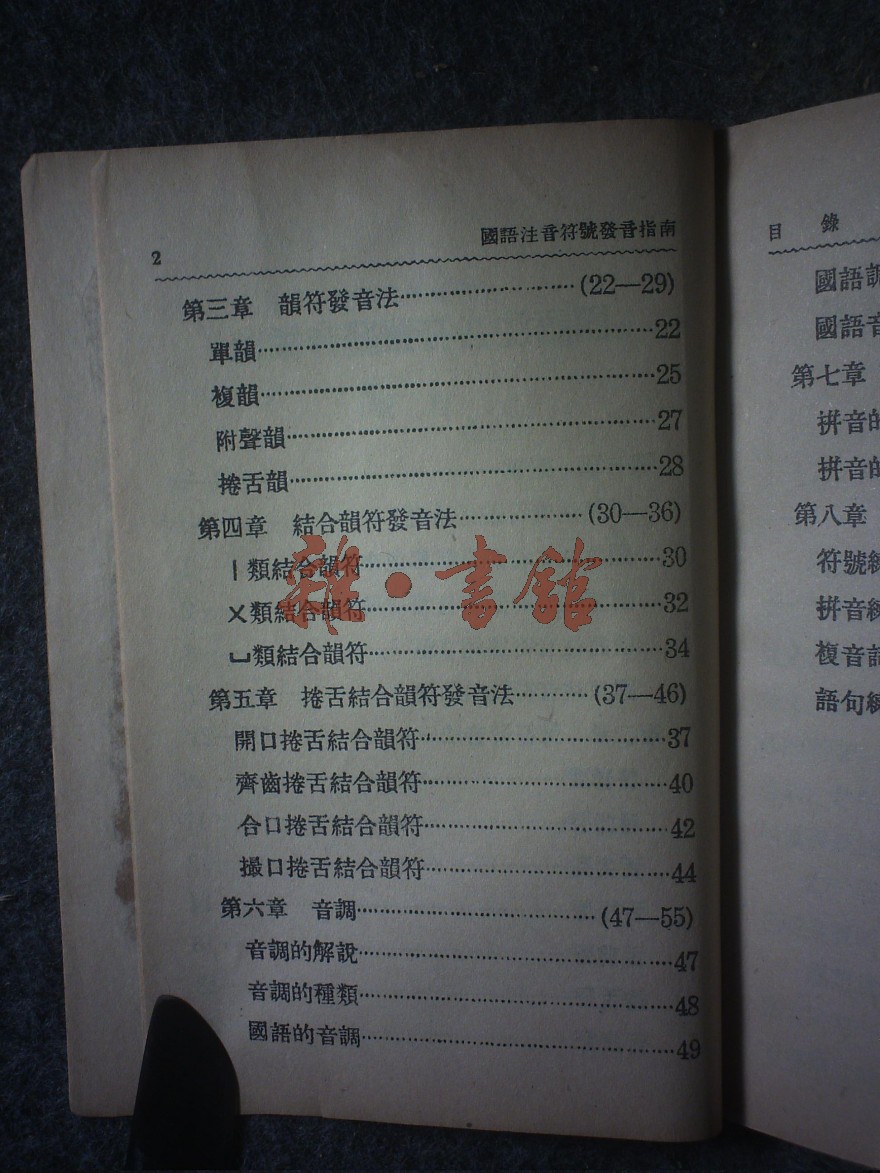 2 國語注音符號發音指南
第三章 韻符發音法…………………(22—29)
單韻……………………………………22
複韻……………………………………25
附聲韻…………………………………27
捲舌韻…………………………………28
第四章 結合韻符發音法……………(30—36)
丨類結合韻符…………………………30
ㄨ類結合韻符…………………………32
ㄩ類結合韻符…………………………34
第五章 捲舌結合韻符發音法………(37—46)
開口捲舌結合韻符……………………37
齊齒捲舌結合韻符……………………40
合口捲舌結合韻符……………………42
撮口捲舌結合韻符……………………44
第六章 音調…………………………(47—55)
音調的解說……………………………47
音調的種類……………………………48
國語的音調……………………………49
雜·書館
目錄
國語
國語音
第七章
拼音的
拼音的
第八章
符號練
拼音練
複音
語句練